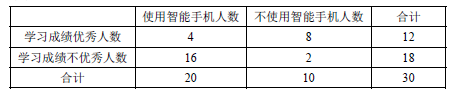 使用智能手机人数 不使用智能手机人数 合计
学习成绩优秀人数 4 8 12
学习成绩不优秀人数 16 2 18
合计 20 10 30